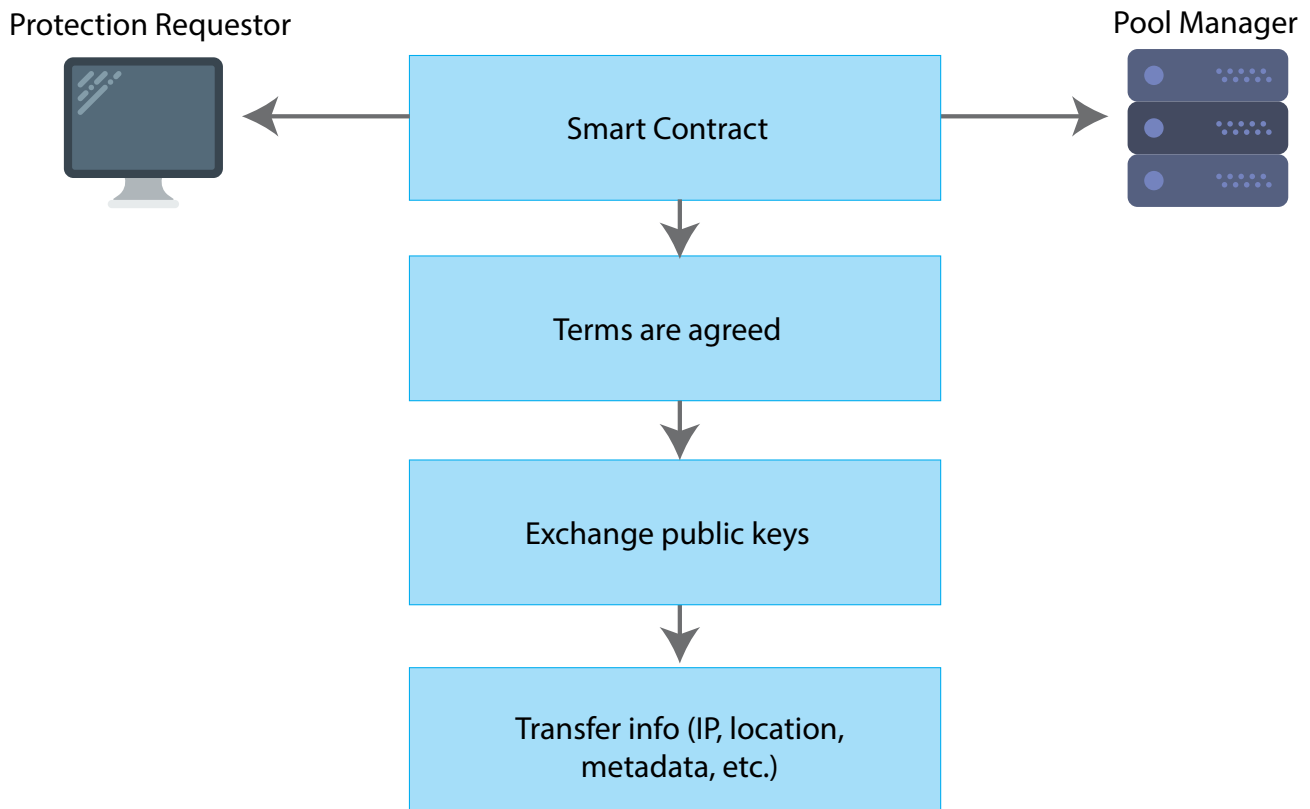 Protection Requestor
Pool Manager
Smart Contract
Terms are agreed
Exchange public keys
Transfer info (IP, location,
metadata, etc.)